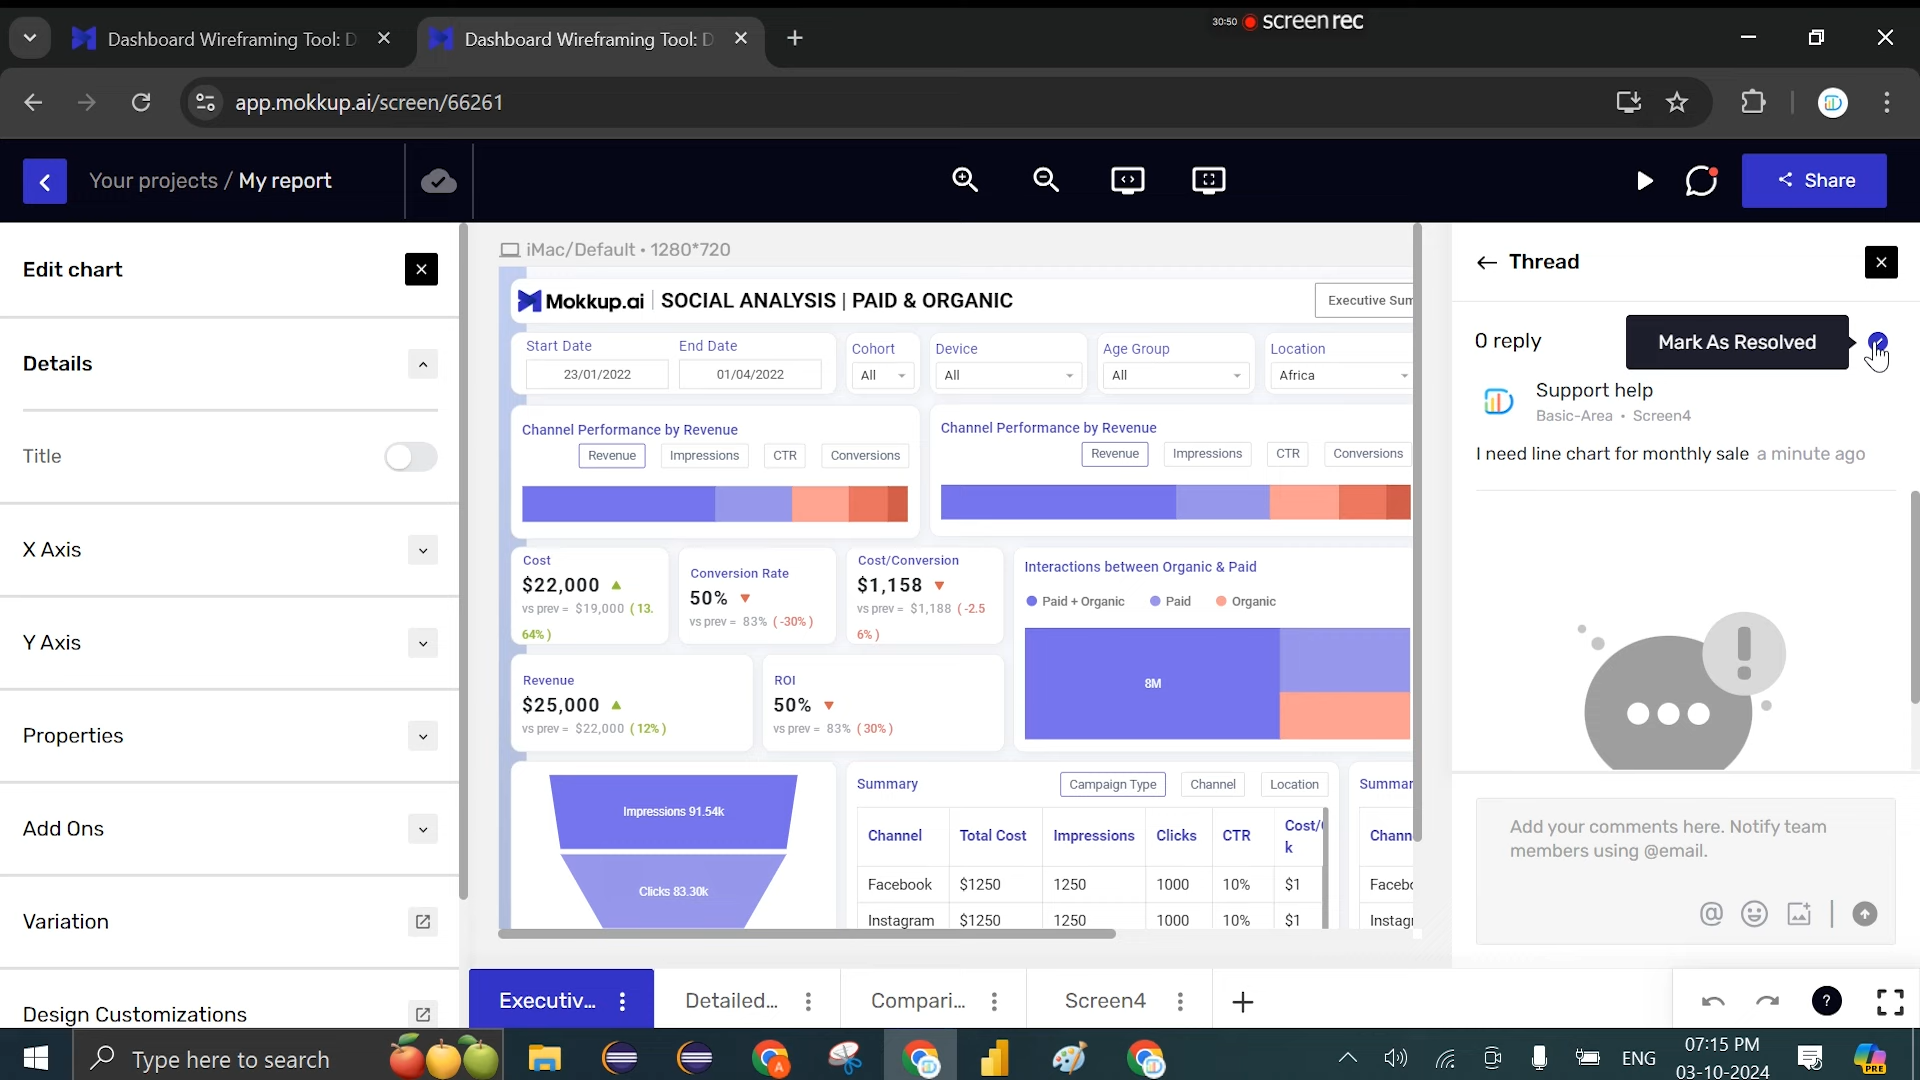 30:50 screenrec
Dashboard Wireframing Tool: D
Dashboard Wireframing Tool: D
app.mokkup.ai/screen/66261
Your projects / My report
Share
Edit chart
Details
Title
X Axis
Y Axis
Properties
Add Ons
Variation
Design Customizations
iMac/Default • 1280*720
Mokkup.ai SOCIAL ANALYSIS | PAID & ORGANIC
Executive Sum
Start Date
End Date
Cohort
Device
Age Group
Location
23/01/2022
01/04/2022
All
All
All
Africa
Channel Performance by Revenue
Revenue
Impressions
CTR
Conversions
Channel Performance by Revenue
Revenue
Impressions
CTR
Conversions
Cost
$22,000
vs prev = $19,000 (13.
64%)
Conversion Rate
50%
vs prev = 83% (-30%)
Cost/Conversion
$1,158
vs prev = $1,188 (-2.5
6%)
Interactions between Organic & Paid
Paid + Organic
Paid
Organic
8M
Revenue
$25,000
vs prev = $22,000 (12%)
ROI
50%
vs prev = 83% (30%)
Impressions 91.54k
Clicks 83.30k
Summary
Campaign Type
Channel
Location
Channel
Total Cost
Impressions
Clicks
CTR
Cost/
k
Facebook
$1250
1250
1000
10%
$1
Instagram
$1250
1250
1000
10%
$1
Summar
Chann
Facebo
Instag
Thread
0 reply
Mark As Resolved
Support help
Basic-Area • Screen4
I need line chart for monthly sale a minute ago
Add your comments here. Notify team
members using @email.
Executiv...
Detailed...
Compari...
Screen4
Type here to search
ENG
07:15 PM
03-10-2024
PRE